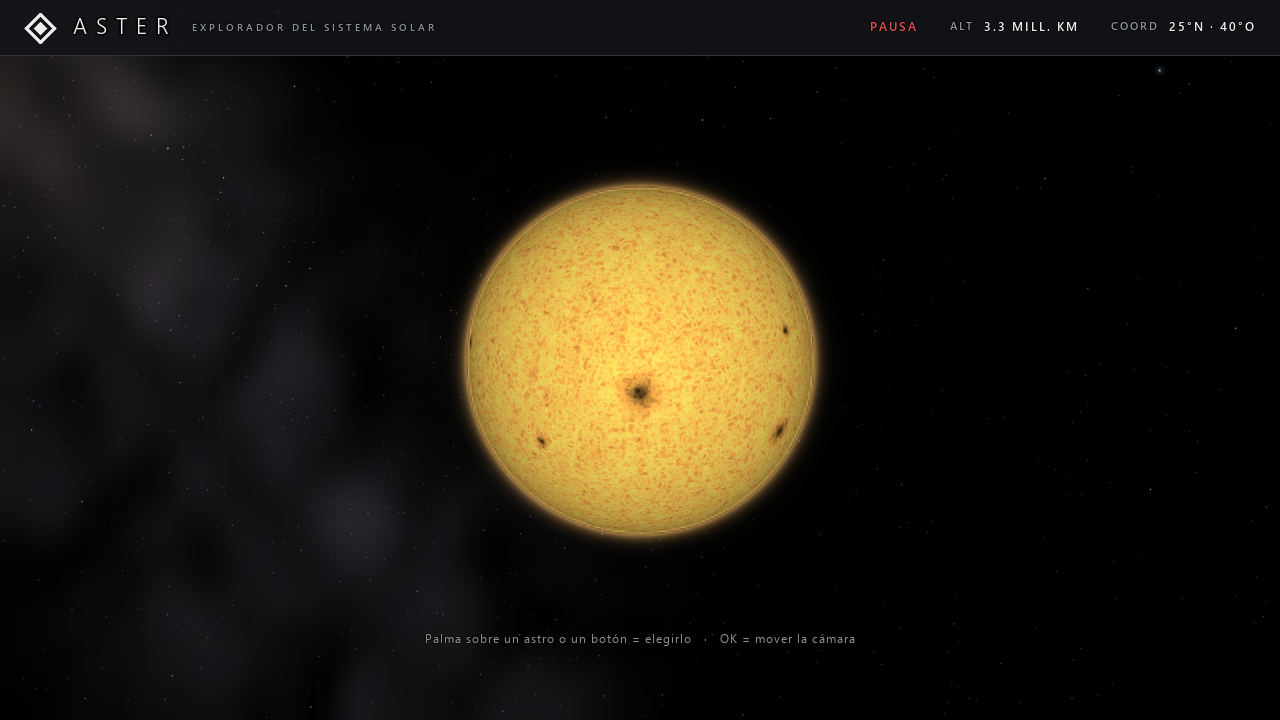 ASTER EXPLORADOR DEL SISTEMA SOLAR PAUSA ALT 3.3 MILL. KM COORD 25°N · 40°O
Palma sobre un astro o un botón = elegirlo · OK = mover la cámara